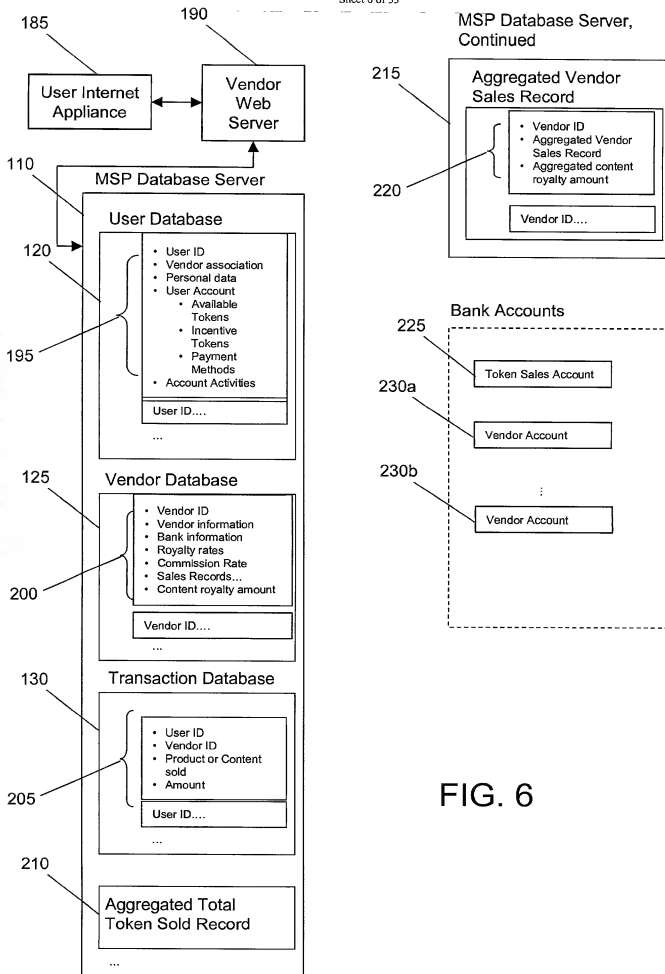 Sheet 6 of 33
185
190
User Internet
Appliance
Vendor
Web
Server
110
MSP Database Server
User Database
120
• User ID
• Vendor association
• Personal data
• User Account
• Available
Tokens
• Incentive
Tokens
• Payment
Methods
• Account Activities
195
User ID....
...
Vendor Database
125
• Vendor ID
• Vendor information
• Bank information
• Royalty rates
• Commission Rate
• Sales Records...
• Content royalty amount
200
Vendor ID....
...
Transaction Database
130
• User ID
• Vendor ID
• Product or Content
sold
• Amount
205
User ID....
...
210
Aggregated Total
Token Sold Record
...
MSP Database Server,
Continued
215
Aggregated Vendor
Sales Record
• Vendor ID
• Aggregated Vendor
Sales Record
• Aggregated content
royalty amount
220
Vendor ID....
Bank Accounts
225
Token Sales Account
230a
Vendor Account
⋮
230b
Vendor Account
FIG. 6